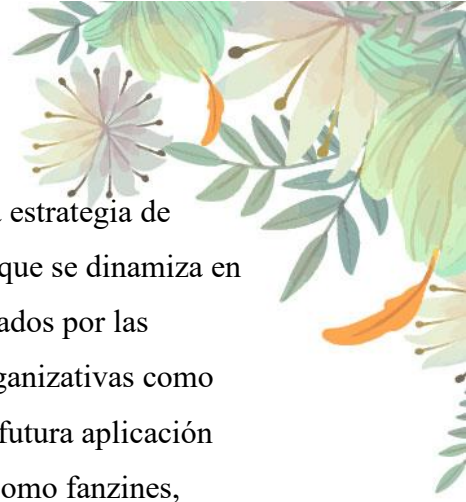 estrategia de
que se dinamiza en
ados por las
ganizativas como
futura aplicación
omo fanzines,